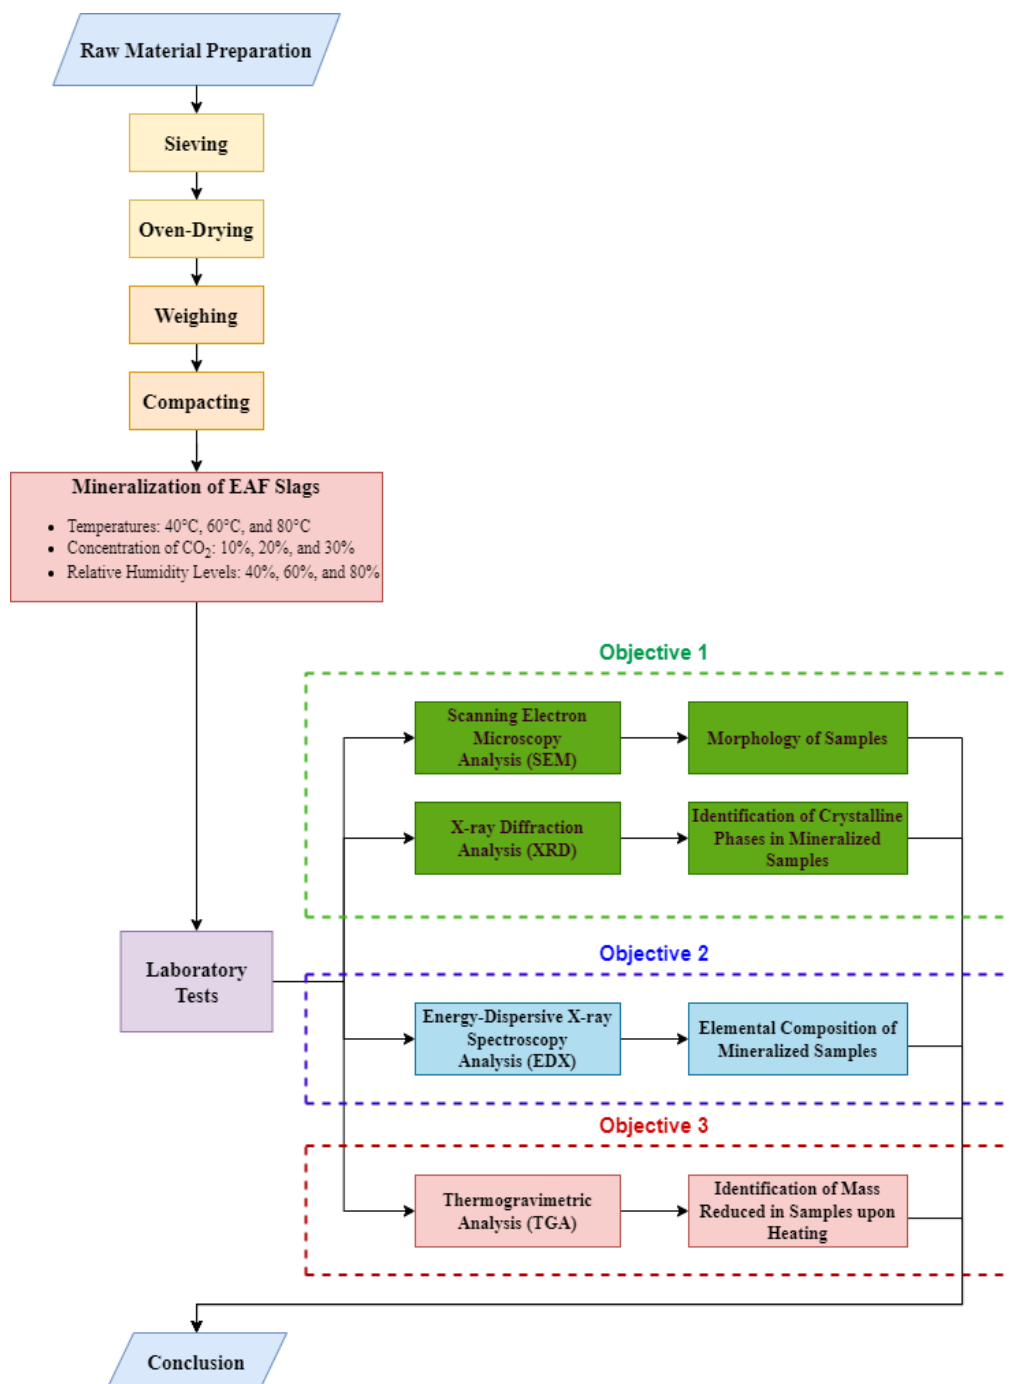 Raw Material Preparation
Sieving
Oven-Drying
Weighing
Compacting
Mineralization of EAF Slags
• Temperatures: 40°C, 60°C, and 80°C
• Concentration of CO₂: 10%, 20%, and 30%
• Relative Humidity Levels: 40%, 60%, and 80%
Objective 1
Scanning Electron
Microscopy
Analysis (SEM)
Morphology of Samples
X-ray Diffraction
Analysis (XRD)
Identification of Crystalline
Phases in Mineralized
Samples
Laboratory
Tests
Objective 2
Energy-Dispersive X-ray
Spectroscopy
Analysis (EDX)
Elemental Composition of
Mineralized Samples
Objective 3
Thermogravimetric
Analysis (TGA)
Identification of Mass
Reduced in Samples upon
Heating
Conclusion